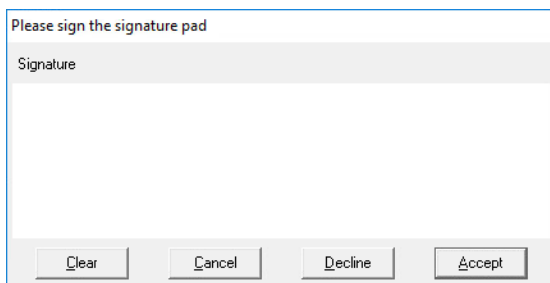 Please sign the signature pad
Signature
Clear Cancel Decline Accept